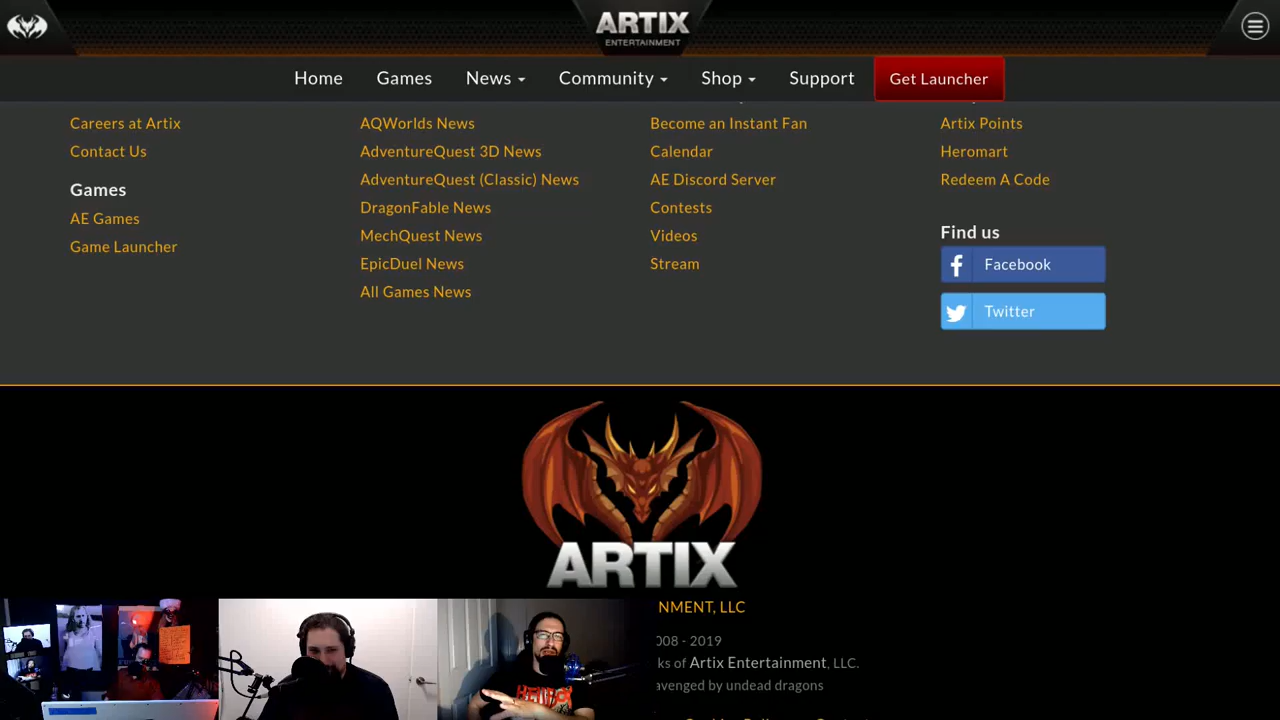 ARTIX
ENTERTAINMENT
Home Games News Community Shop Support Get Launcher
Careers at Artix
Contact Us
Games
AE Games
Game Launcher
AQWorlds News
AdventureQuest 3D News
AdventureQuest (Classic) News
DragonFable News
MechQuest News
EpicDuel News
All Games News
Become an Instant Fan
Calendar
AE Discord Server
Contests
Videos
Stream
Artix Points
Heromart
Redeem A Code
Find us
Facebook
Twitter
ARTIX
NMENT, LLC
008 - 2019
ks of Artix Entertainment, LLC.
avenged by undead dragons